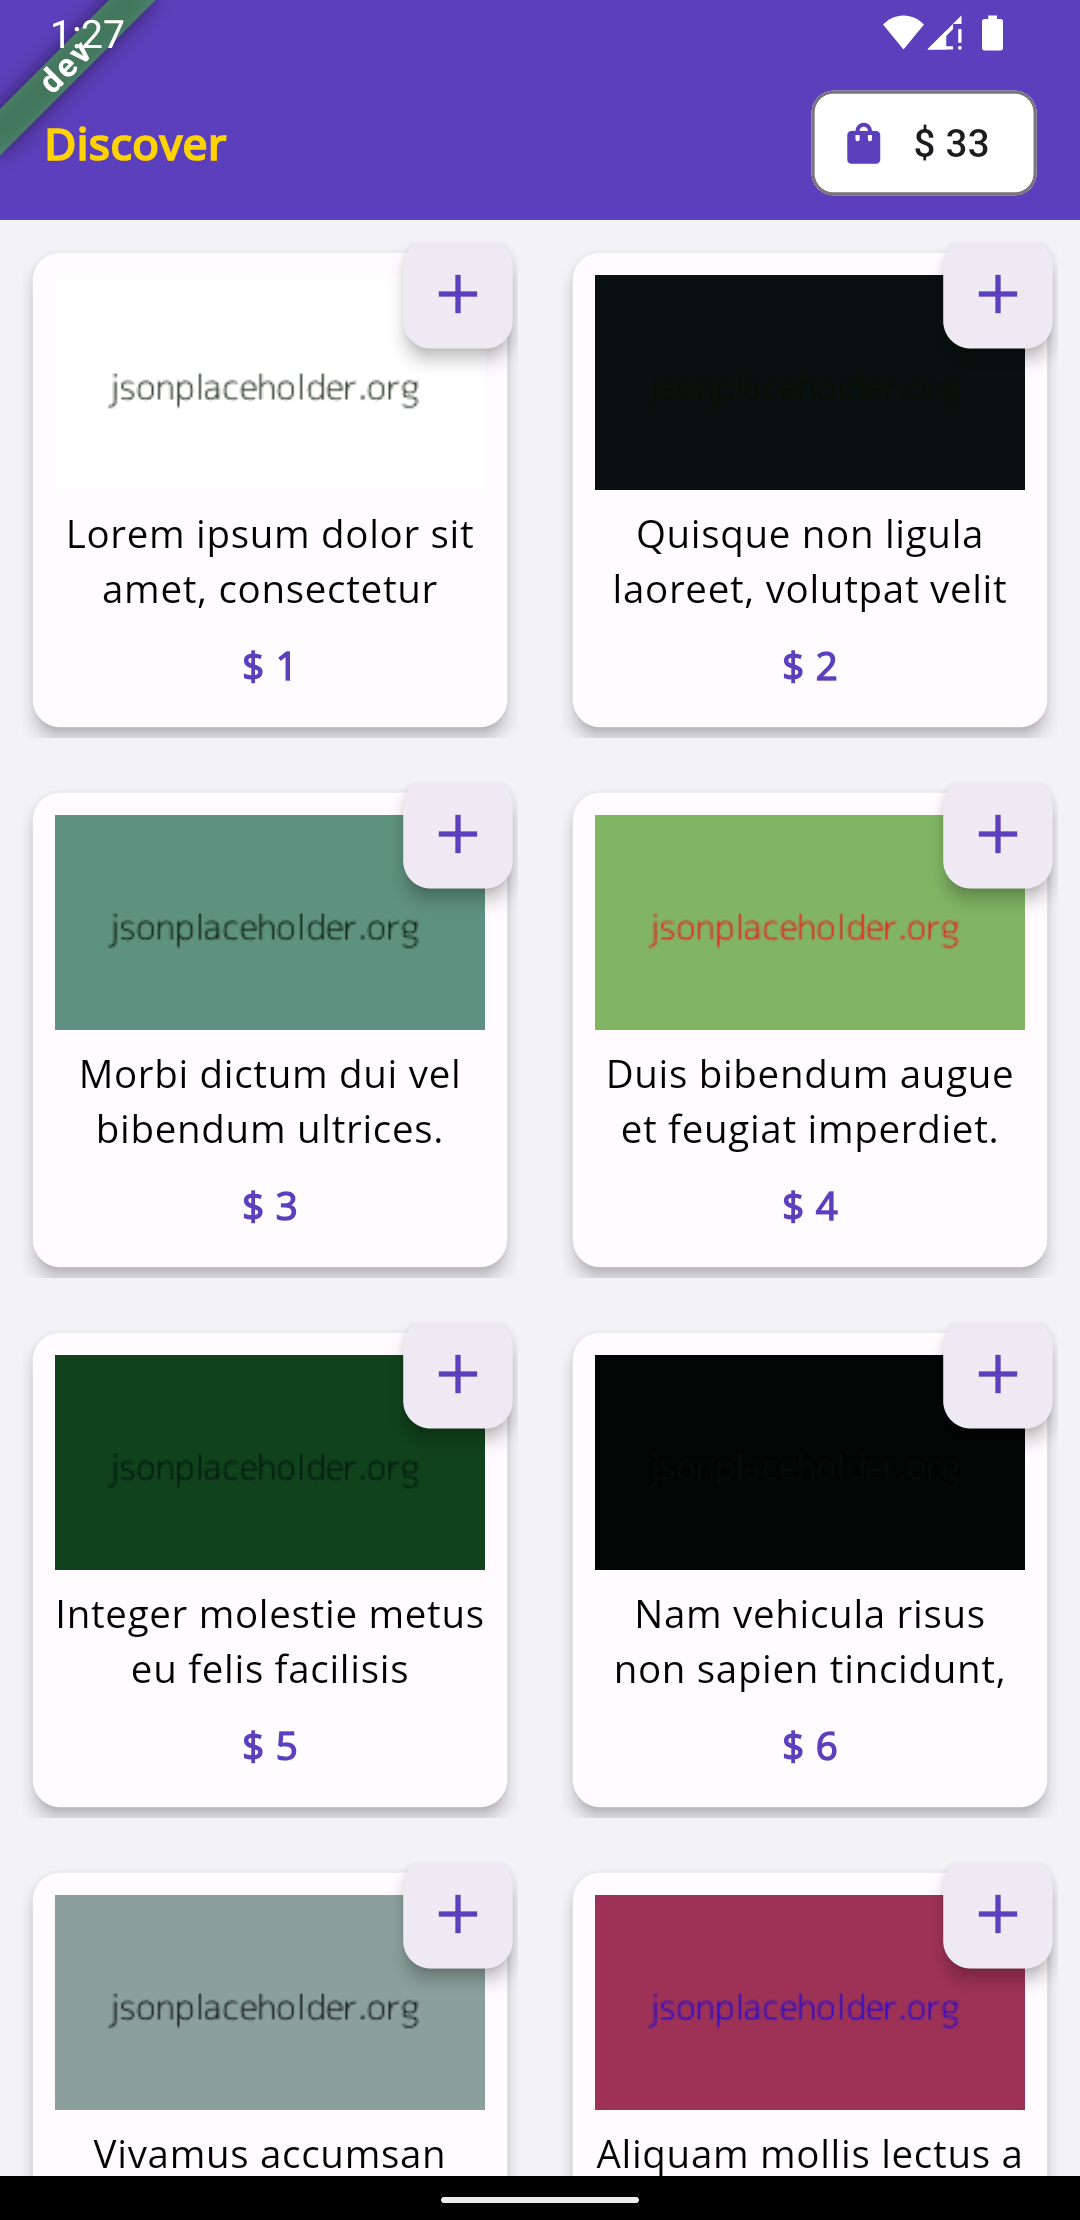 1:27
dev
Discover
$ 33
jsonplaceholder.org
jsonplaceholder.org
Lorem ipsum dolor sit
amet, consectetur
$ 1
Quisque non ligula
laoreet, volutpat velit
$ 2
jsonplaceholder.org
jsonplaceholder.org
Morbi dictum dui vel
bibendum ultrices.
$ 3
Duis bibendum augue
et feugiat imperdiet.
$ 4
jsonplaceholder.org
jsonplaceholder.org
Integer molestie metus
eu felis facilisis
$ 5
Nam vehicula risus
non sapien tincidunt,
$ 6
jsonplaceholder.org
jsonplaceholder.org
Vivamus accumsan
Aliquam mollis lectus a